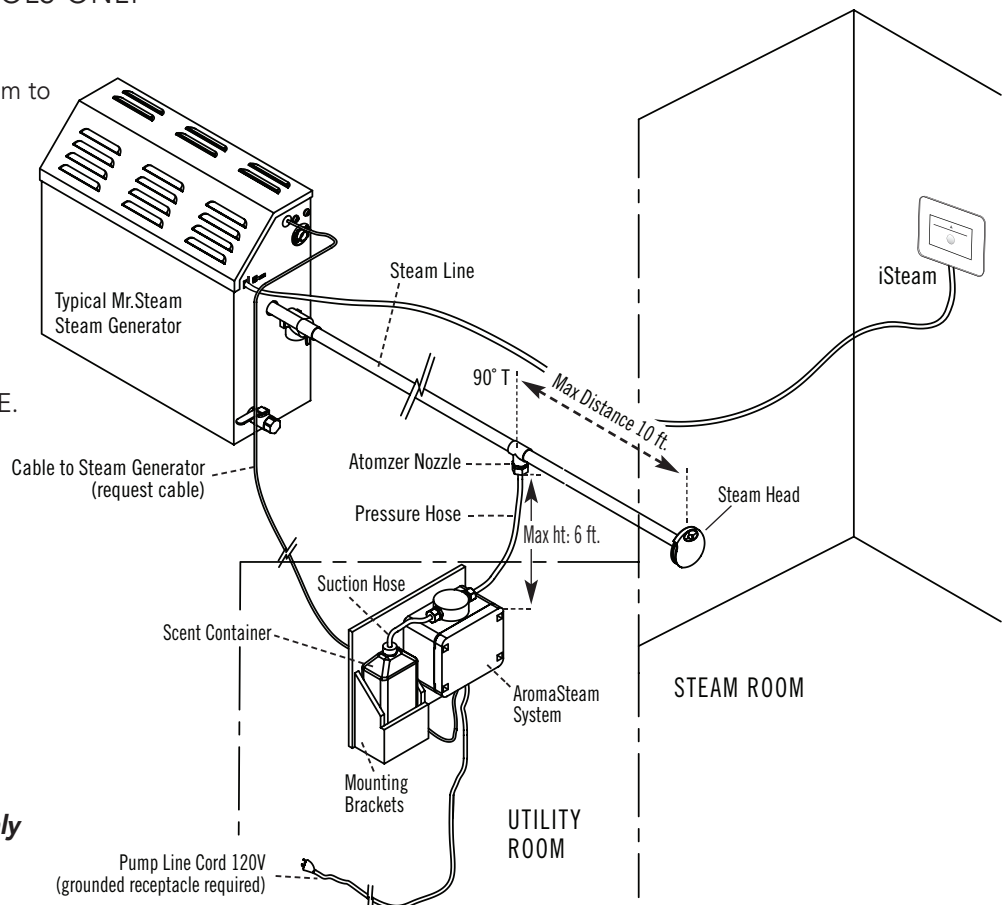 m to
Typical Mr.Steam
Steam Generator
Steam Line
iSteam
90° T
Max Distance 10 ft.
E.
Cable to Steam Generator
(request cable)
Atomzer Nozzle
Pressure Hose
Steam Head
Max ht: 6 ft.
Suction Hose
Scent Container
AromaSteam
System
STEAM ROOM
Mounting
Brackets
UTILITY
ROOM
ly
Pump Line Cord 120V
(grounded receptacle required)